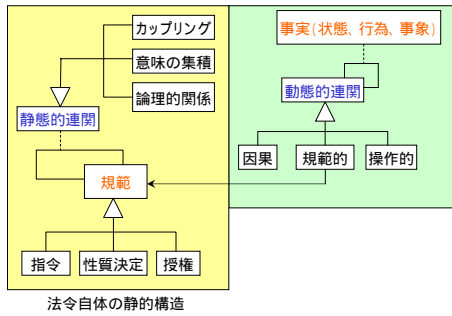 カップリング
意味の集積
論理的関係
静態的連関
規範
指令
性質決定
授権
事実(状態、行為、事象)
動態的連関
因果
規範的
操作的
法令自体の静的構造